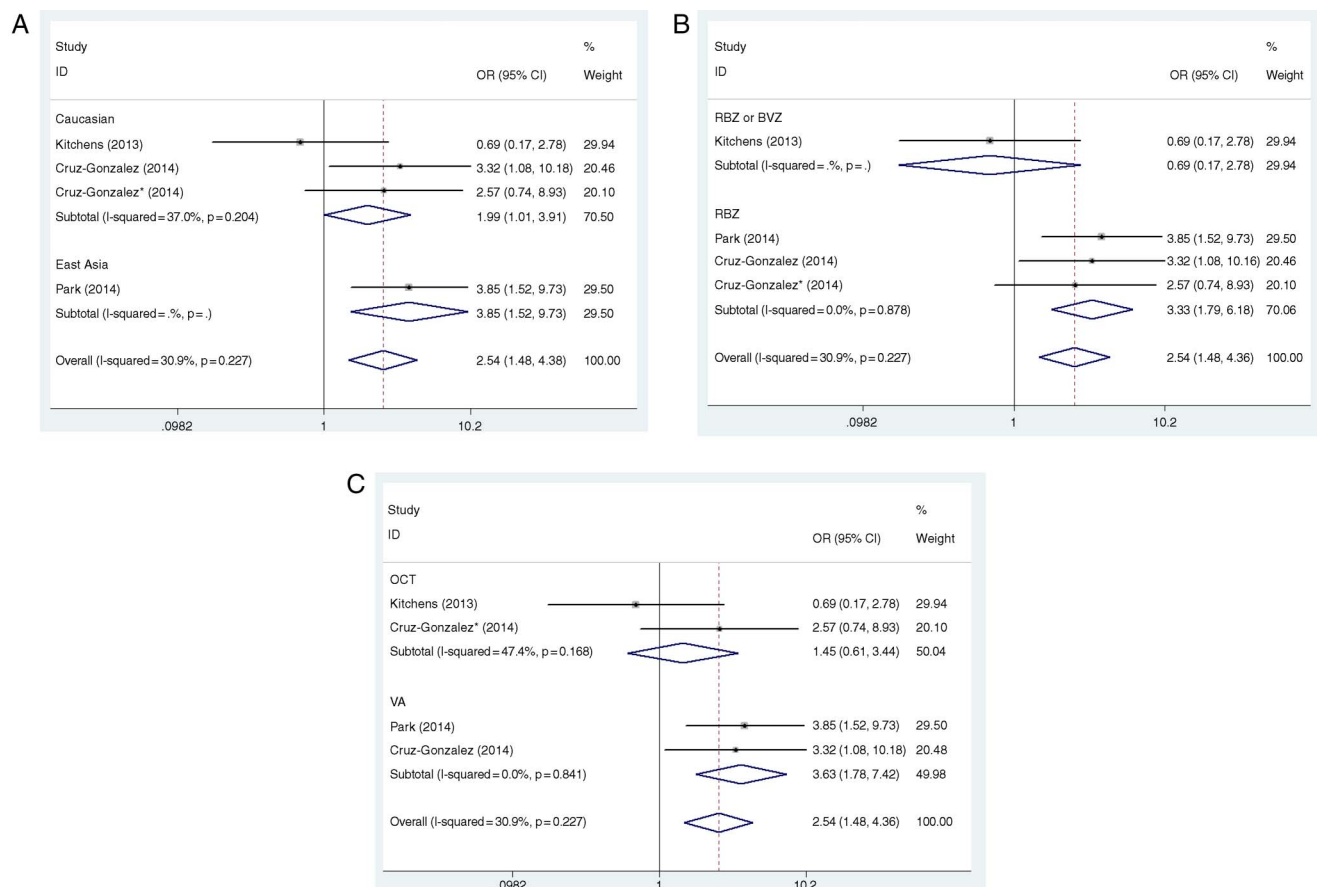 A
Study %
ID OR (95% CI) Weight
Caucasian
Kitchens (2013) 0.69 (0.17, 2.78) 29.94
Cruz-Gonzalez (2014) 3.32 (1.08, 10.18) 20.46
Cruz-Gonzalez* (2014) 2.57 (0.74, 8.93) 20.10
Subtotal (I-squared = 37.0%, p = 0.204) 1.99 (1.01, 3.91) 70.50
East Asia
Park (2014) 3.85 (1.52, 9.73) 29.50
Subtotal (I-squared = .%, p = .) 3.85 (1.52, 9.73) 29.50
Overall (I-squared = 30.9%, p = 0.227) 2.54 (1.48, 4.38) 100.00
.0982 1 10.2
B
Study %
ID OR (95% CI) Weight
RBZ or BVZ
Kitchens (2013) 0.69 (0.17, 2.78) 29.94
Subtotal (I-squared = .%, p = .) 0.69 (0.17, 2.78) 29.94
RBZ
Park (2014) 3.85 (1.52, 9.73) 29.50
Cruz-Gonzalez (2014) 3.32 (1.08, 10.16) 20.46
Cruz-Gonzalez* (2014) 2.57 (0.74, 8.93) 20.10
Subtotal (I-squared = 0.0%, p = 0.878) 3.33 (1.79, 6.18) 70.06
Overall (I-squared = 30.9%, p = 0.227) 2.54 (1.48, 4.36) 100.00
.0982 1 10.2
C
Study %
ID OR (95% CI) Weight
OCT
Kitchens (2013) 0.69 (0.17, 2.78) 29.94
Cruz-Gonzalez* (2014) 2.57 (0.74, 8.93) 20.10
Subtotal (I-squared = 47.4%, p = 0.168) 1.45 (0.61, 3.44) 50.04
VA
Park (2014) 3.85 (1.52, 9.73) 29.50
Cruz-Gonzalez (2014) 3.32 (1.08, 10.18) 20.48
Subtotal (I-squared = 0.0%, p = 0.841) 3.63 (1.78, 7.42) 49.98
Overall (I-squared = 30.9%, p = 0.227) 2.54 (1.48, 4.36) 100.00
.0982 1 10.2